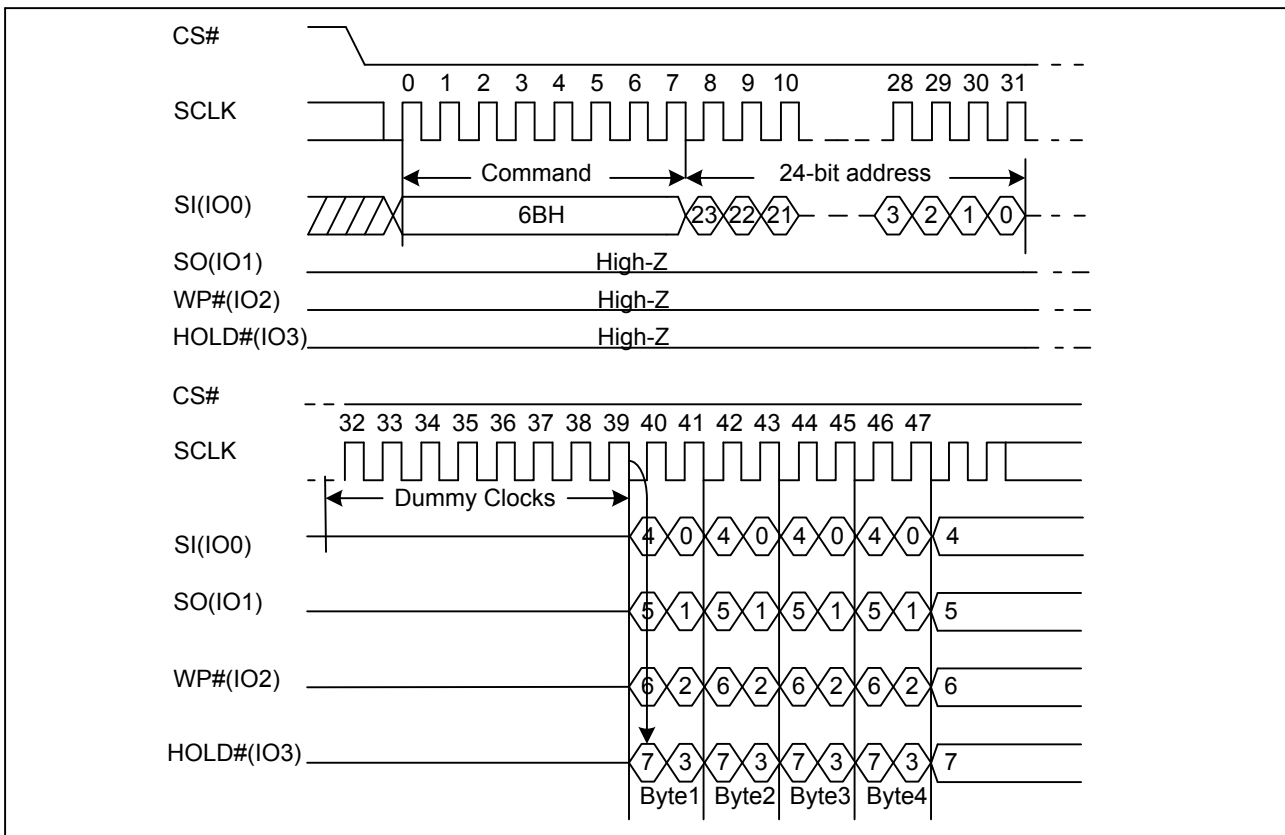 CS#
0 1 2 3 4 5 6 7 8 9 10 28 29 30 31
SCLK
Command 24-bit address
SI(IO0) 6BH 23 22 21 3 2 1 0
SO(IO1) High-Z
WP#(IO2) High-Z
HOLD#(IO3) High-Z
CS#
32 33 34 35 36 37 38 39 40 41 42 43 44 45 46 47
SCLK
Dummy Clocks
SI(IO0) 4 0 4 0 4 0 4 0 4
SO(IO1) 5 1 5 1 5 1 5 1 5
WP#(IO2) 6 2 6 2 6 2 6 2 6
HOLD#(IO3) 7 3 7 3 7 3 7 3 7
Byte1 Byte2 Byte3 Byte4